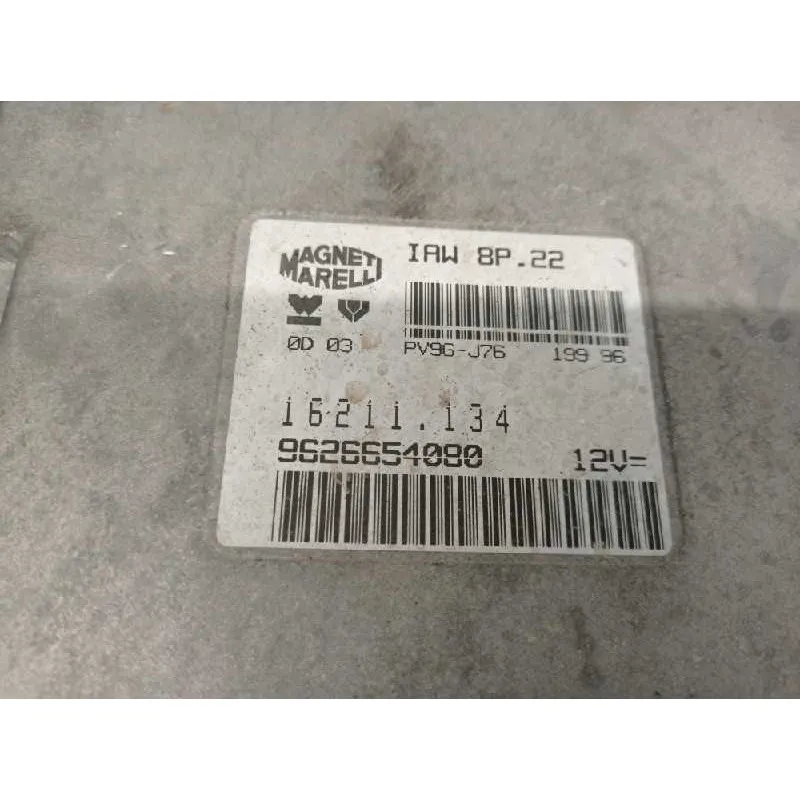 MAGNETI
MARELLI
IAW 8P.22
0D 03
PV9G-J76
199 96
16211.134
9626654080
12V=